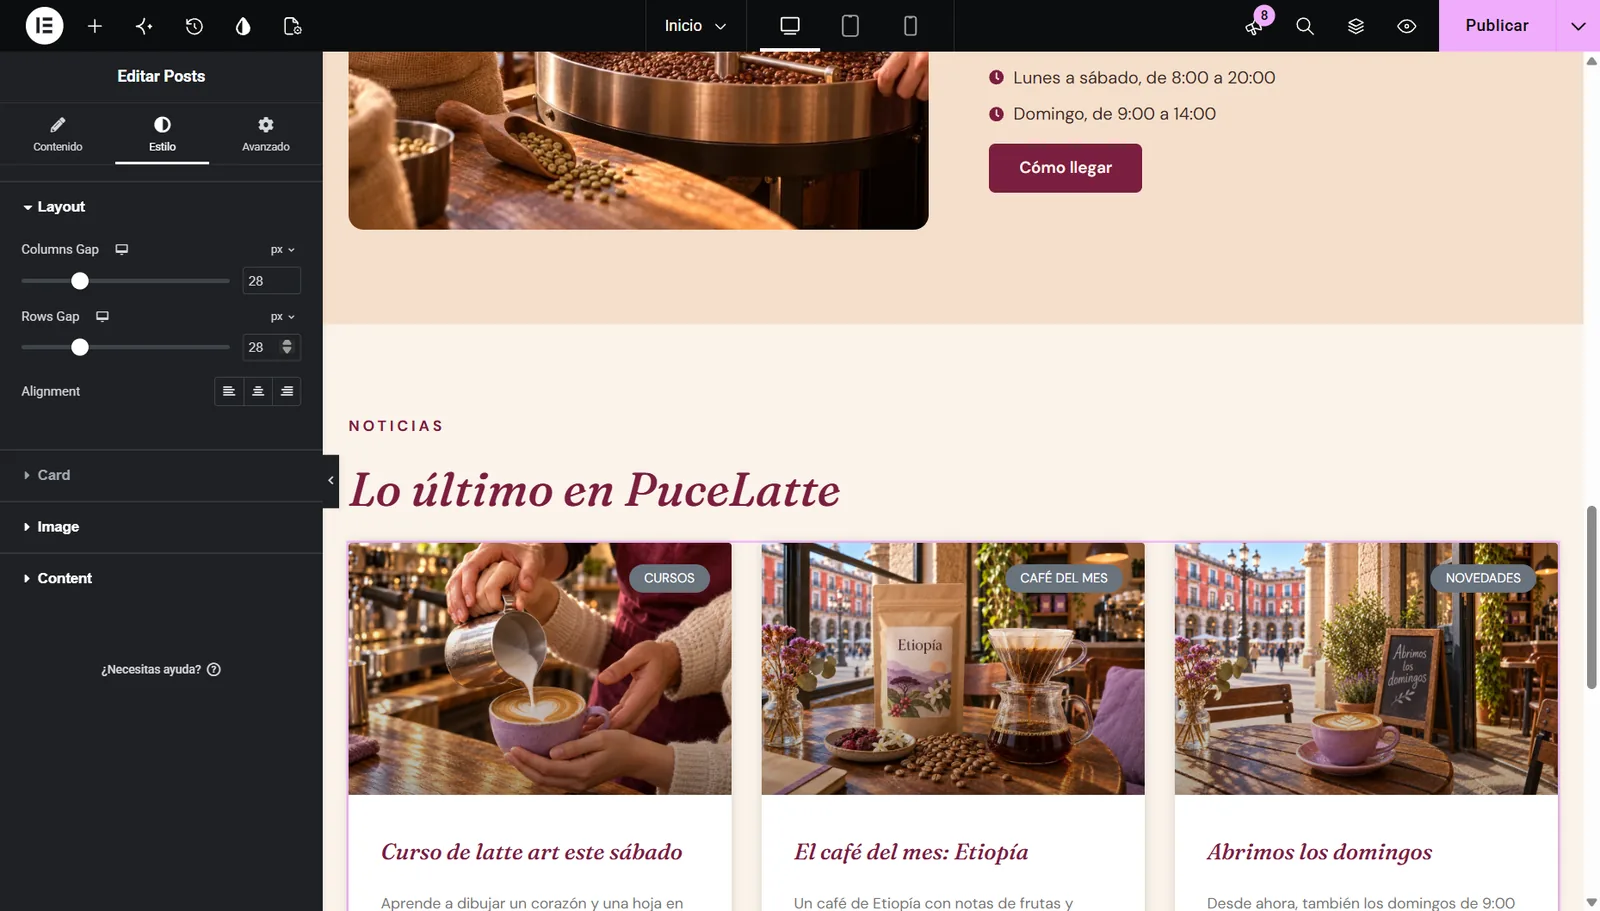 Inicio
8
Publicar
Editar Posts
Contenido
Estilo
Avanzado
Layout
Columns Gap
px
28
Rows Gap
px
28
Alignment
Card
Image
Content
¿Necesitas ayuda?
Lunes a sábado, de 8:00 a 20:00
Domingo, de 9:00 a 14:00
Cómo llegar
NOTICIAS
Lo último en PuceLatte
CURSOS
CAFÉ DEL MES
NOVEDADES
Etiopía
Abrimos
los
domingos
Curso de latte art este sábado
El café del mes: Etiopía
Abrimos los domingos
Aprende a dibujar un corazón y una hoja en
Un café de Etiopía con notas de frutas y
Desde ahora, también los domingos de 9:00